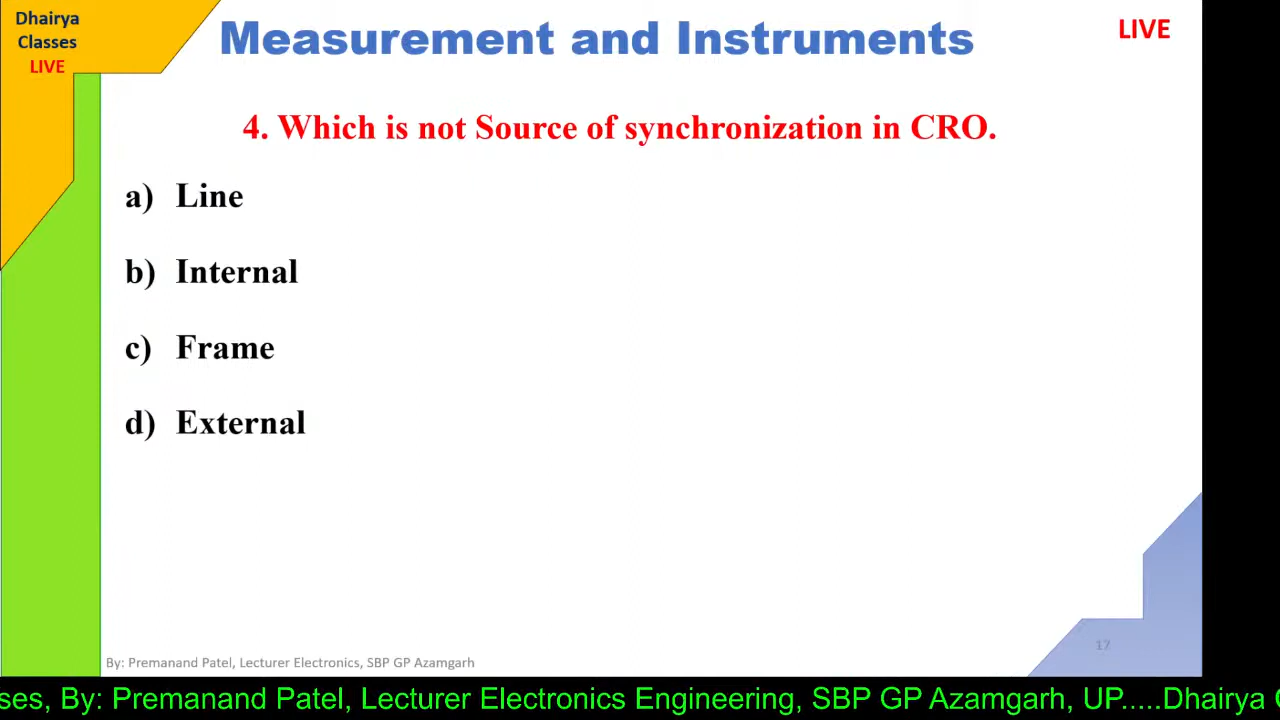 Dhairya
Classes
LIVE
Measurement and Instruments
LIVE
4. Which is not Source of synchronization in CRO.
a) Line
b) Internal
c) Frame
d) External
17
By: Premanand Patel, Lecturer Electronics, SBP GP Azamgarh
ses, By: Premanand Patel, Lecturer Electronics Engineering, SBP GP Azamgarh, UP.....Dhairya